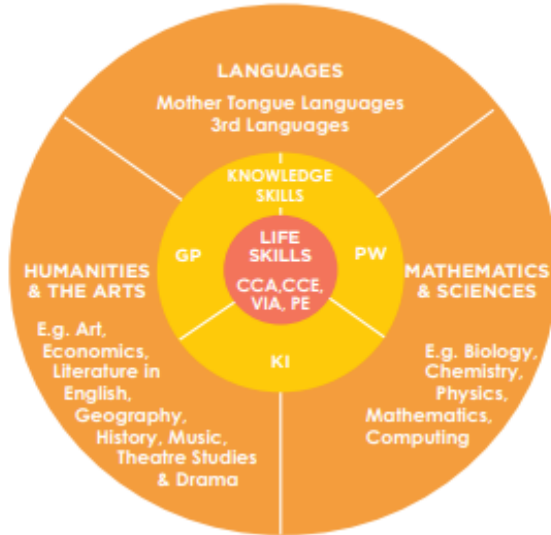 LANGUAGES
Mother Tongue Languages
3rd Languages
KNOWLEDGE
SKILLS
GP
PW
LIFE
SKILLS
CCA,CCE,
VIA, PE
KI
HUMANITIES
& THE ARTS
E.g. Art,
Economics,
Literature in
English,
Geography,
History, Music,
Theatre Studies
& Drama
MATHEMATICS
& SCIENCES
E.g. Biology,
Chemistry,
Physics,
Mathematics,
Computing